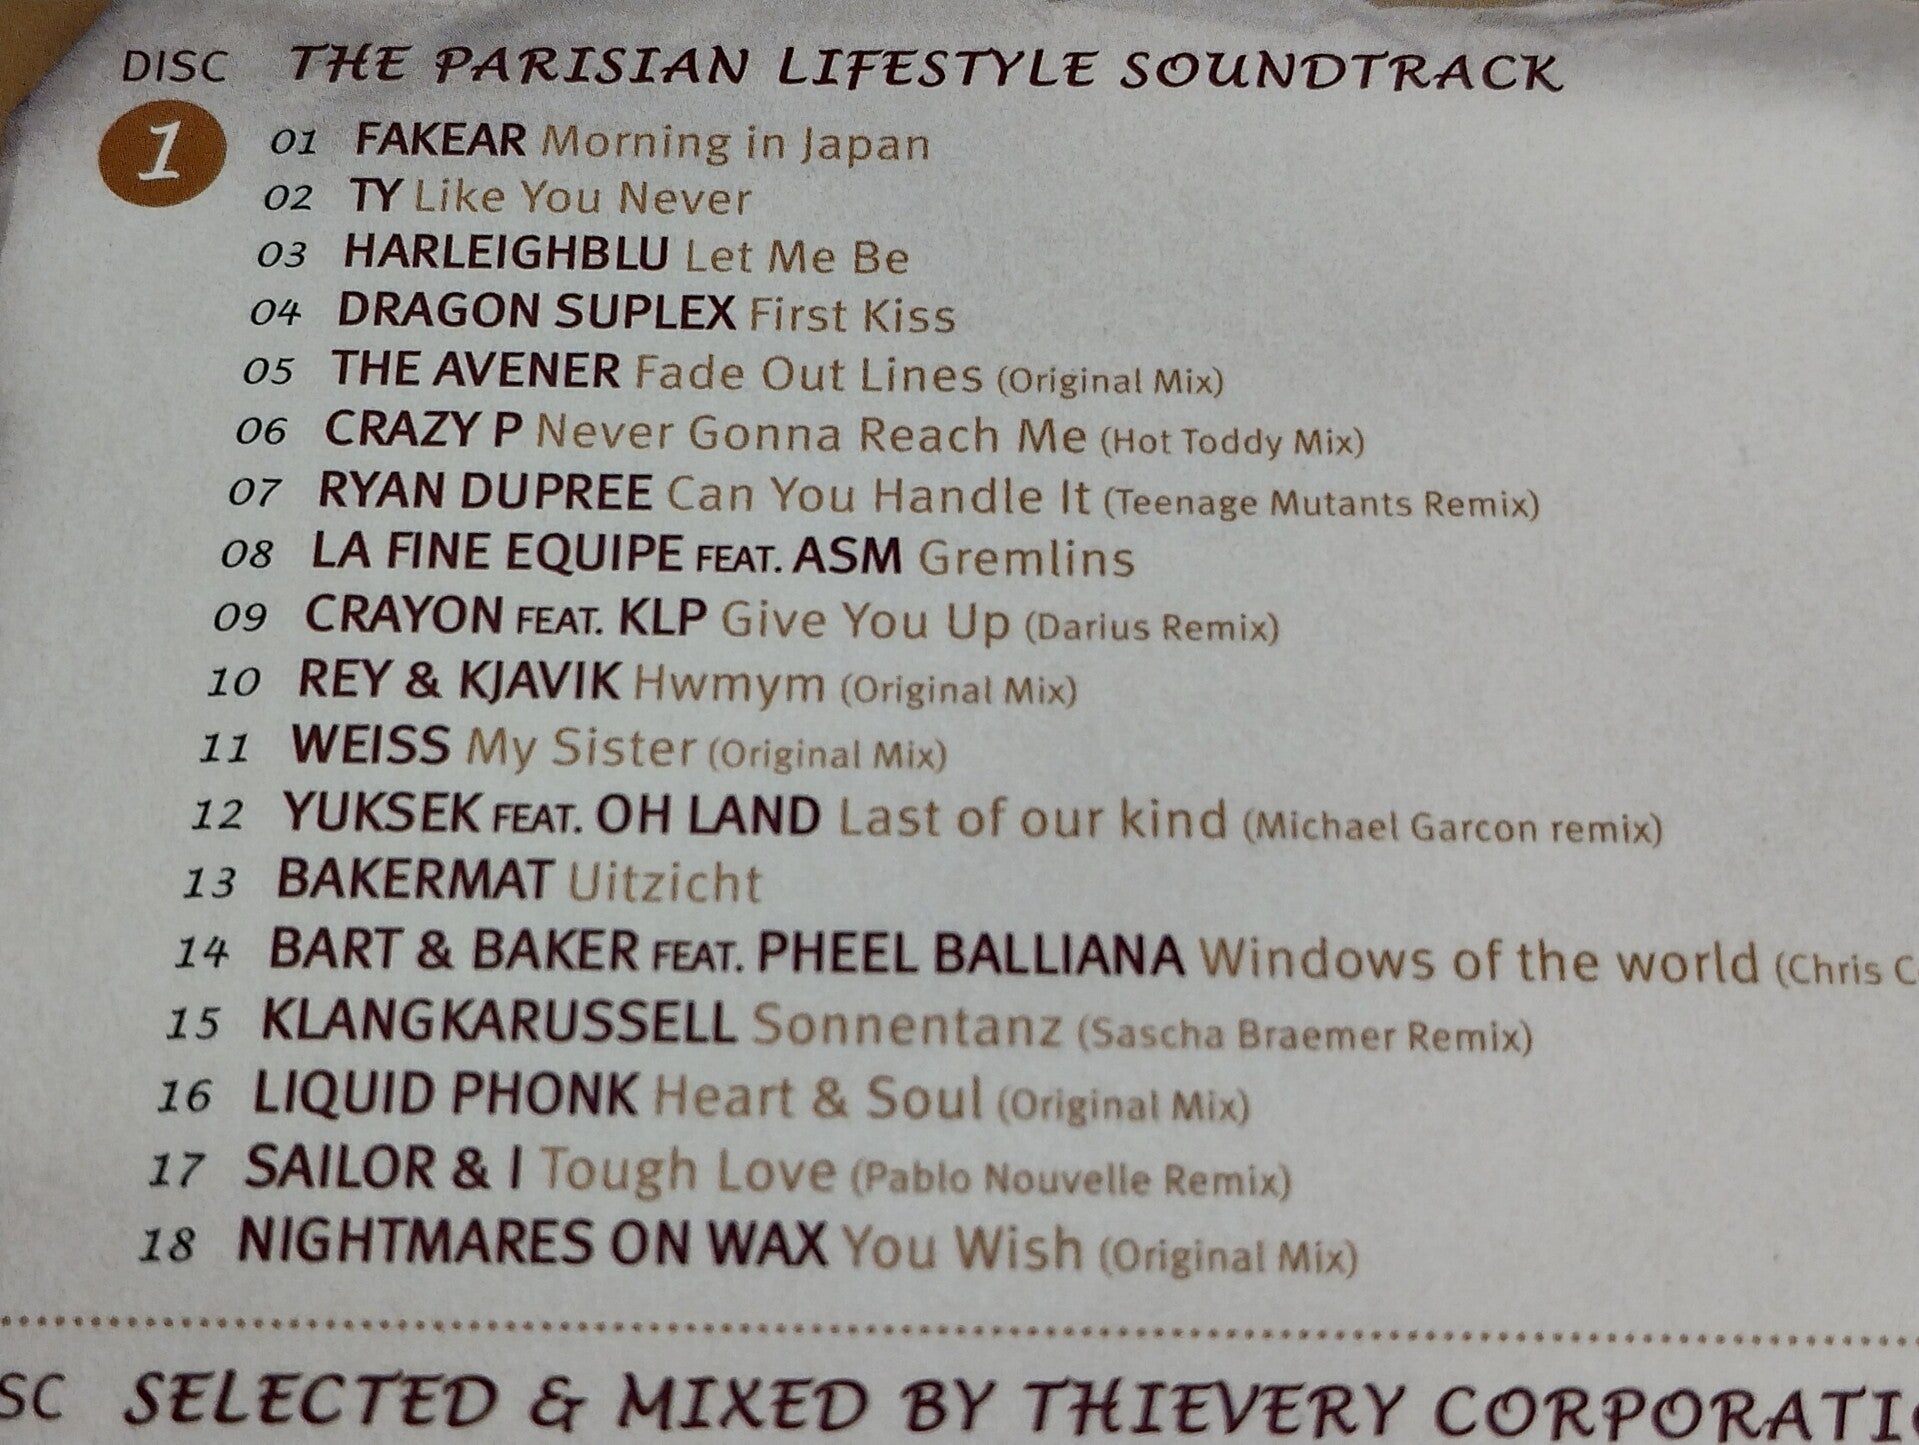 DISC THE PARISIAN LIFESTYLE SOUNDTRACK
1
01 FAKEAR Morning in Japan
02 TY Like You Never
03 HARLEIGHBLU Let Me Be
04 DRAGON SUPLEX First Kiss
05 THE AVENER Fade Out Lines (Original Mix)
06 CRAZY P Never Gonna Reach Me (Hot Toddy Mix)
07 RYAN DUPREE Can You Handle It (Teenage Mutants Remix)
08 LA FINE EQUIPE FEAT. ASM Gremlins
09 CRAYON FEAT. KLP Give You Up (Darius Remix)
10 REY & KJAVIK Hwmym (Original Mix)
11 WEISS My Sister (Original Mix)
12 YUKSEK FEAT. OH LAND Last of our kind (Michael Garcon remix)
13 BAKERMAT Uitzicht
14 BART & BAKER FEAT. PHEEL BALLIANA Windows of the world (Chris
15 KLANGKARUSSELL Sonnentanz (Sascha Braemer Remix)
16 LIQUID PHONK Heart & Soul (Original Mix)
17 SAILOR & I Tough Love (Pablo Nouvelle Remix)
18 NIGHTMARES ON WAX You Wish (Original Mix)
SELECTED & MIXED BY THIEVERY